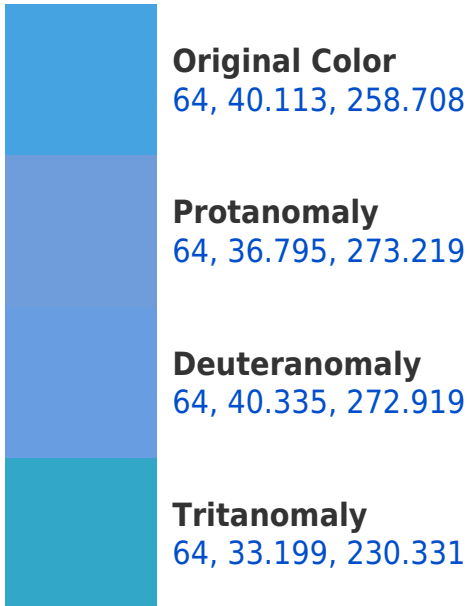 Original Color
64, 40.113, 258.708
Protanomaly
64, 36.795, 273.219
Deuteranomaly
64, 40.335, 272.919
Tritanomaly
64, 33.199, 230.331